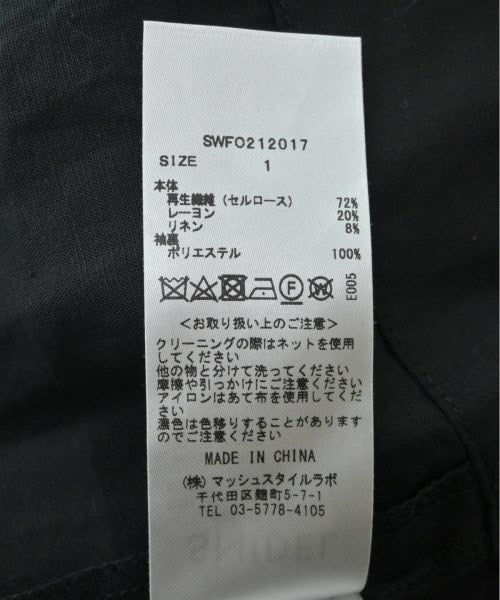 SWFO212017
SIZE 1
本体
再生繊維(セルロース) 72%
レーヨン 20%
リネン 8%
袖裏
ポリエステル 100%
E005
<お取り扱い上のご注意>
クリーニングの際はネットを使用
してください
他の物と分けて洗ってください
摩擦や引っかけにご注意ください
アイロンはあて布を使用してくださ
い
濃色は色移りすることがあります
のでご注意ください
MADE IN CHINA
(株)マッシュスタイルラボ
千代田区麹町5-7-1
TEL 03-5778-4105
SNIDEL